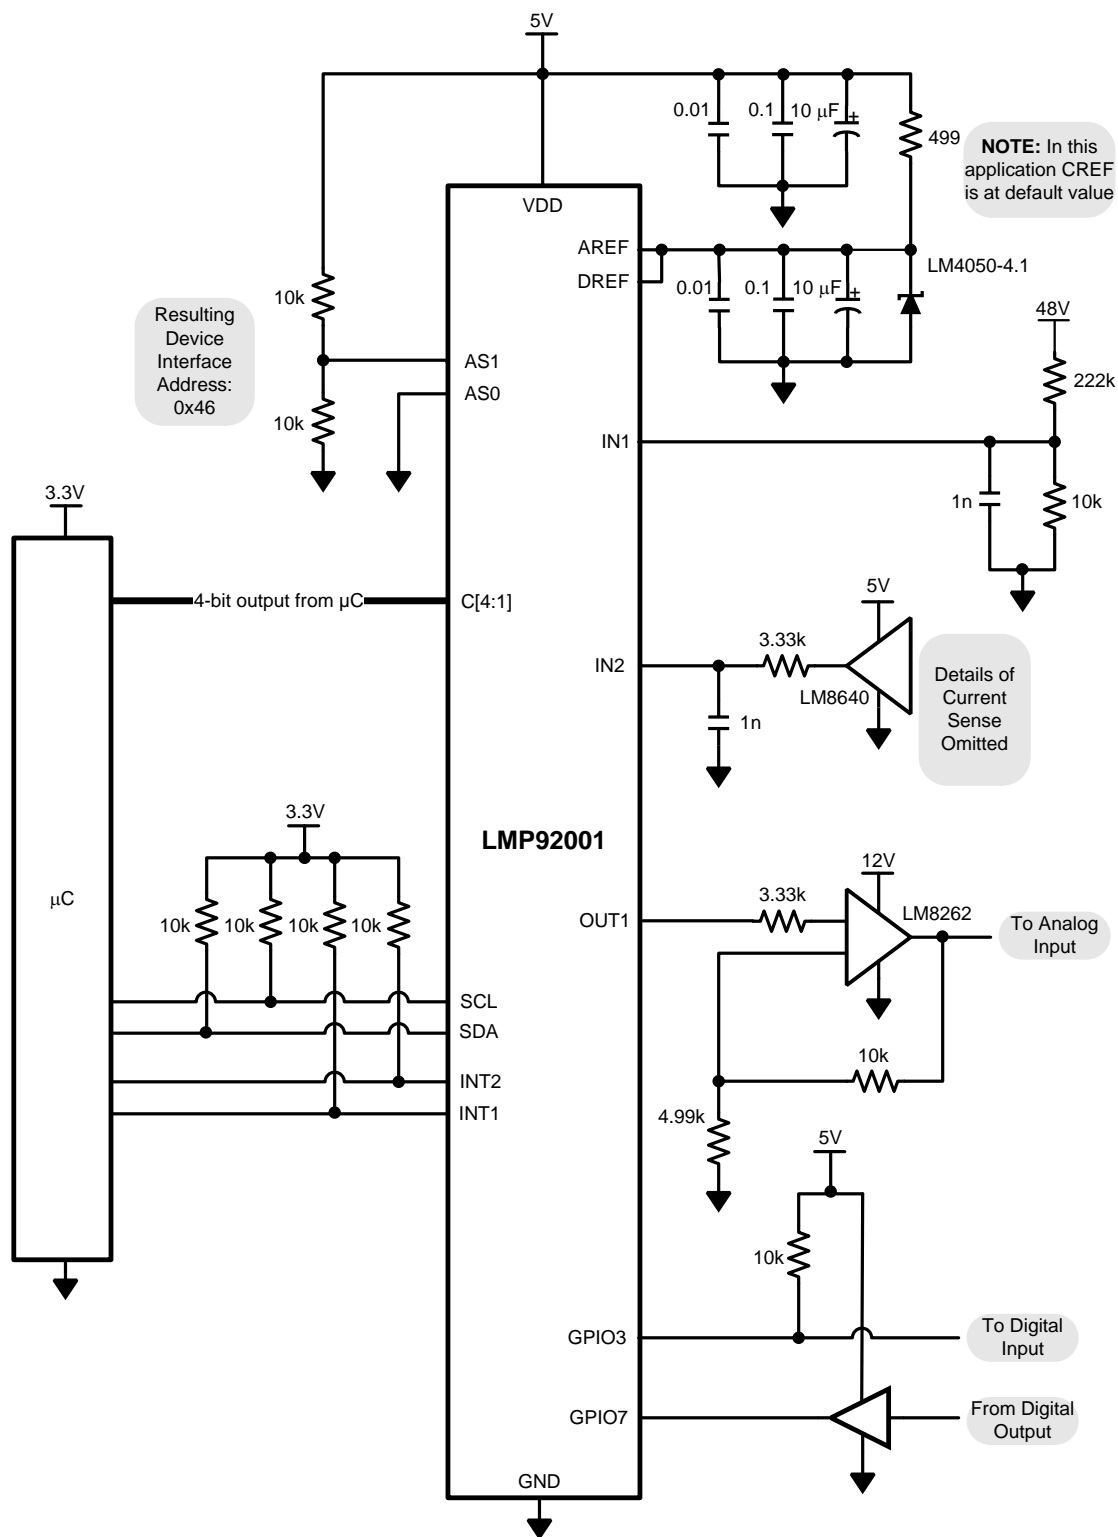 5V
0.01
0.1
10 μF
+
499
NOTE: In this
application CREF
is at default value
VDD
AREF
DREF
0.01
0.1
10 μF
+
LM4050-4.1
10k
Resulting
Device
Interface
Address:
0x46
10k
AS1
AS0
48V
222k
IN1
1n
10k
3.3V
4-bit output from µC
C[4:1]
5V
3.33k
IN2
LM8640
1n
Details of
Current
Sense
Omitted
3.3V
LMP92001
μC
10k
10k
10k
10k
12V
3.33k
LM8262
OUT1
To Analog
Input
SCL
SDA
INT2
INT1
10k
4.99k
5V
10k
GPIO3
To Digital
Input
GPIO7
From Digital
Output
GND